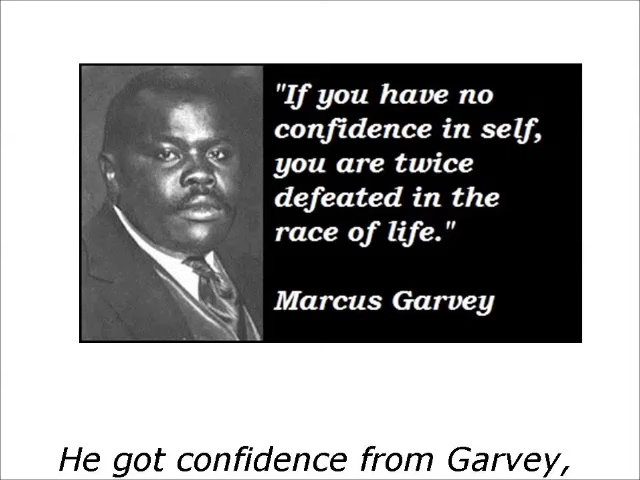 "If you have no
confidence in self,
you are twice
defeated in the
race of life."
Marcus Garvey
He got confidence from Garvey,